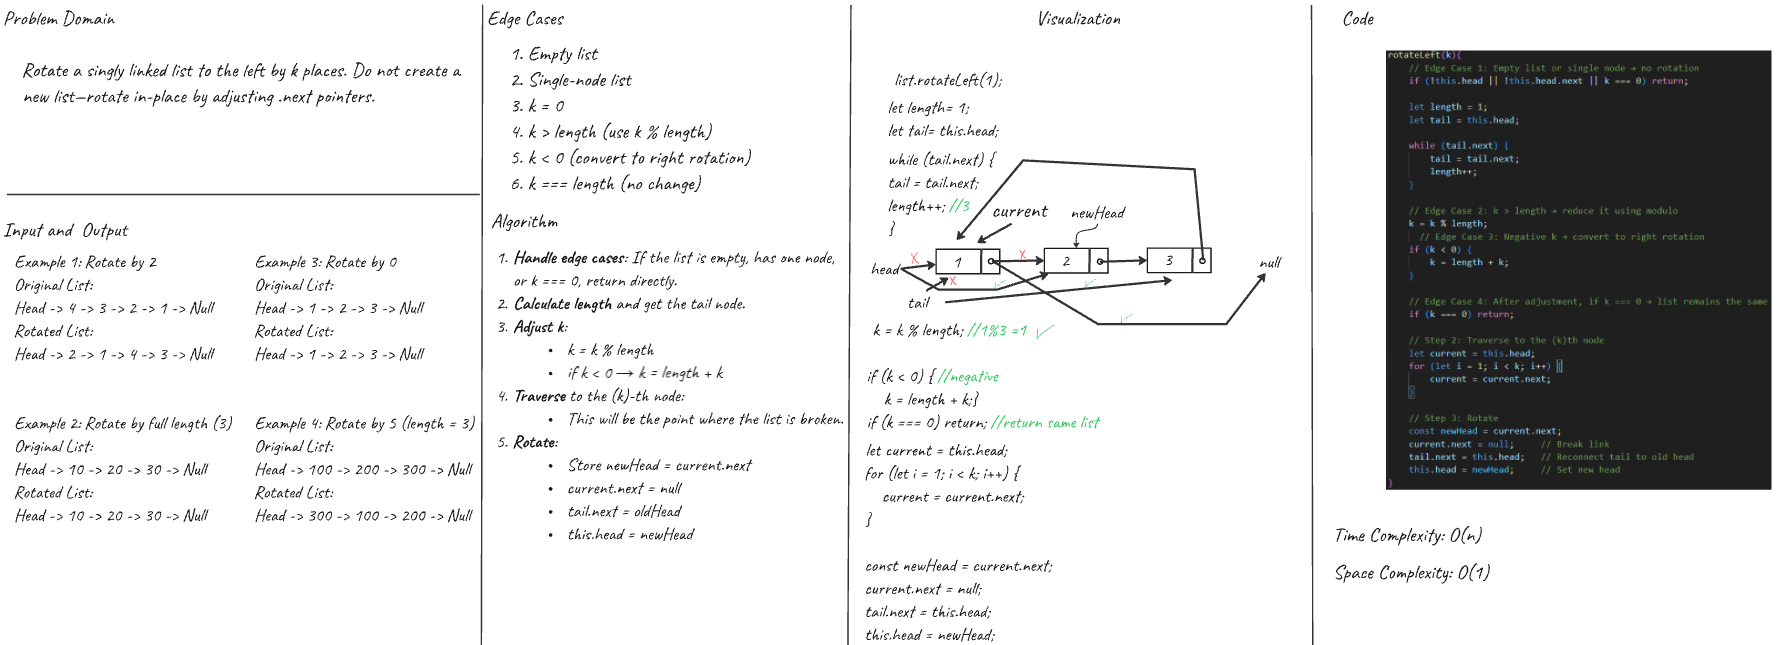 Problem Domain
Rotate a singly linked list to the left by k places. Do not create a
new list—rotate in-place by adjusting .next pointers.
Input and Output
Example 1: Rotate by 2
Original List:
Head -> 4 -> 3 -> 2 -> 1 -> Null
Rotated List:
Head -> 2 -> 1 -> 4 -> 3 -> Null
Example 3: Rotate by 0
Original List:
Head -> 1 -> 2 -> 3 -> Null
Rotated List:
Head -> 1 -> 2 -> 3 -> Null
Example 2: Rotate by full length (3)
Original List:
Head -> 10 -> 20 -> 30 -> Null
Rotated List:
Head -> 10 -> 20 -> 30 -> Null
Example 4: Rotate by 5 (length = 3)
Original List:
Head -> 100 -> 200 -> 300 -> Null
Rotated List:
Head -> 300 -> 100 -> 200 -> Null
Edge Cases
1. Empty list
2. Single-node list
3. k = 0
4. k > length (use k % length)
5. k < 0 (convert to right rotation)
6. k === length (no change)
Algorithm
1. Handle edge cases: If the list is empty, has one node,
or k === 0, return directly.
2. Calculate length and get the tail node.
3. Adjust k:
• k = k % length
• if k < 0 → k = length + k
4. Traverse to the (k)-th node:
• This will be the point where the list is broken.
5. Rotate:
• Store newHead = current.next
• current.next = null
• tail.next = oldHead
• this.head = newHead
Visualization
list.rotateLeft(1);
let length= 1;
let tail= this.head;
while (tail.next) {
tail = tail.next;
length++; //3
}
current
newHead
head
X
1
X
2
3
null
X
tail
k = k % length; //1%3 =1 ✓
if (k < 0) { //negative
k = length + k;}
if (k === 0) return; //return same list
let current = this.head;
for (let i = 1; i < k; i++) {
current = current.next;
}
const newHead = current.next;
current.next = null;
tail.next = this.head;
this.head = newHead;
Code
rotateLeft(k){
// Edge Case 1: Empty list or single node → no rotation
if (!this.head || !this.head.next || k === 0) return;
let length = 1;
let tail = this.head;
while (tail.next) {
tail = tail.next;
length++;
}
// Edge Case 2: k > length → reduce it using modulo
k = k % length;
// Edge Case 3: Negative k → convert to right rotation
if (k < 0) {
k = length + k;
}
// Edge Case 4: After adjustment, if k === 0 → list remains the same
if (k === 0) return;
// Step 2: Traverse to the (k)th node
let current = this.head;
for (let i = 1; i < k; i++) {
current = current.next;
}
// Step 3: Rotate
const newHead = current.next;
current.next = null; // Break link
tail.next = this.head; // Reconnect tail to old head
this.head = newHead; // Set new head
}
Time Complexity: O(n)
Space Complexity: O(1)